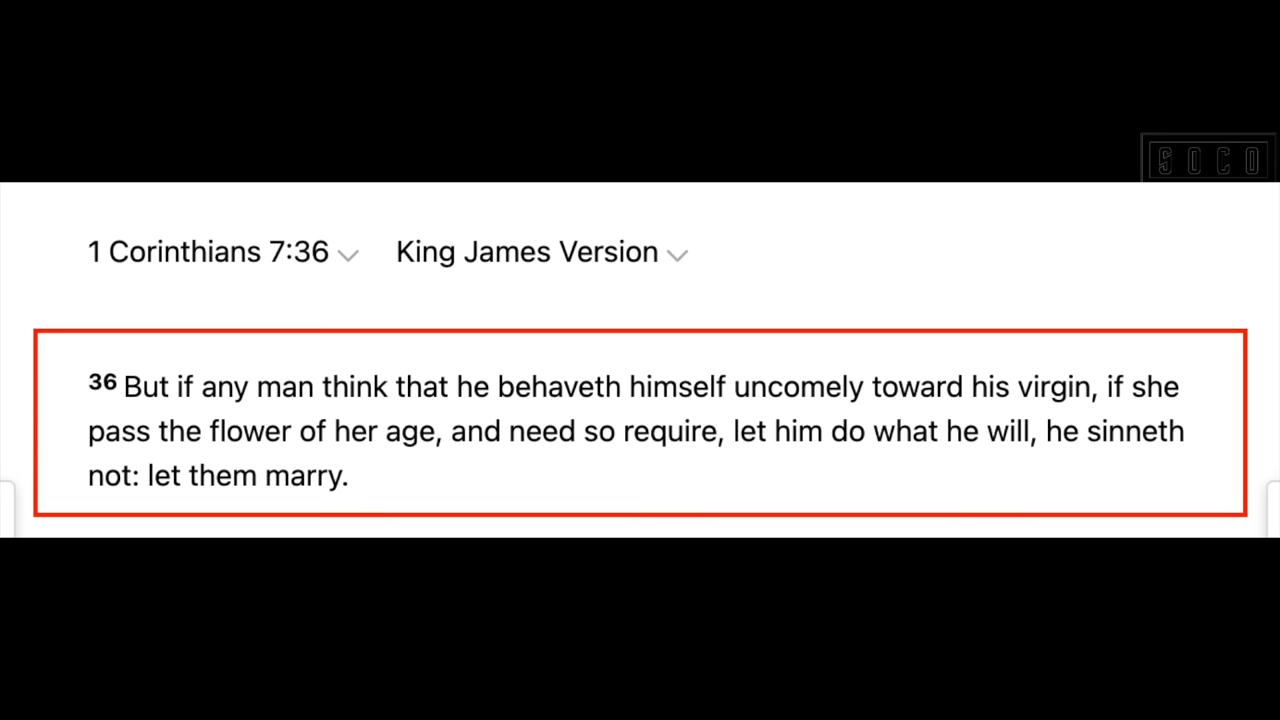 SOCO
1 Corinthians 7:36 King James Version
36 But if any man think that he behaveth himself uncomely toward his virgin, if she
pass the flower of her age, and need so require, let him do what he will, he sinneth
not: let them marry.